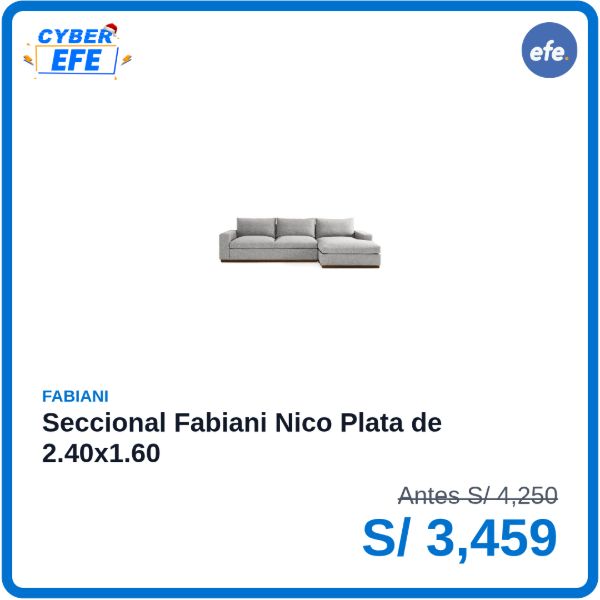 CYBER
EFE
efe.
FABIANI
Seccional Fabiani Nico Plata de
2.40x1.60
Antes S/ 4,250
S/ 3,459